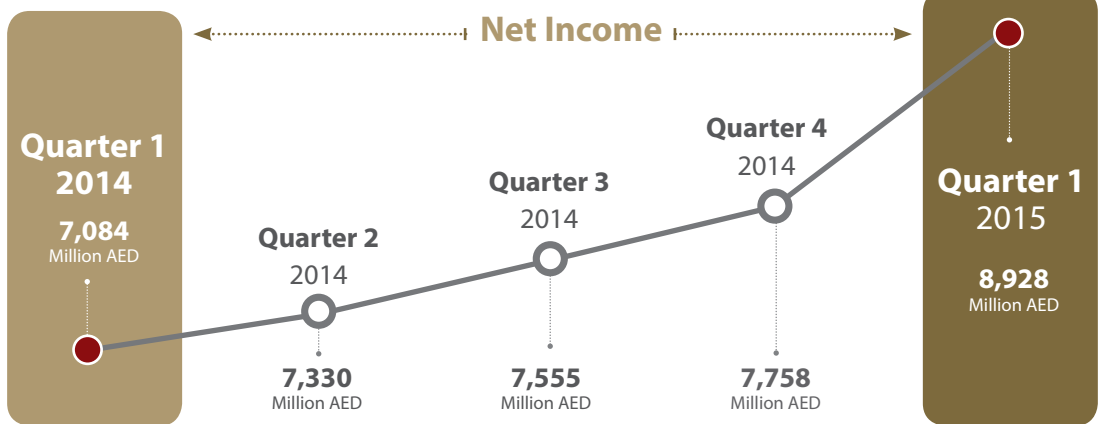 Net Income
Quarter 1
2014
7,084
Million AED
Quarter 2
2014
7,330
Million AED
Quarter 3
2014
7,555
Million AED
Quarter 4
2014
7,758
Million AED
Quarter 1
2015
8,928
Million AED